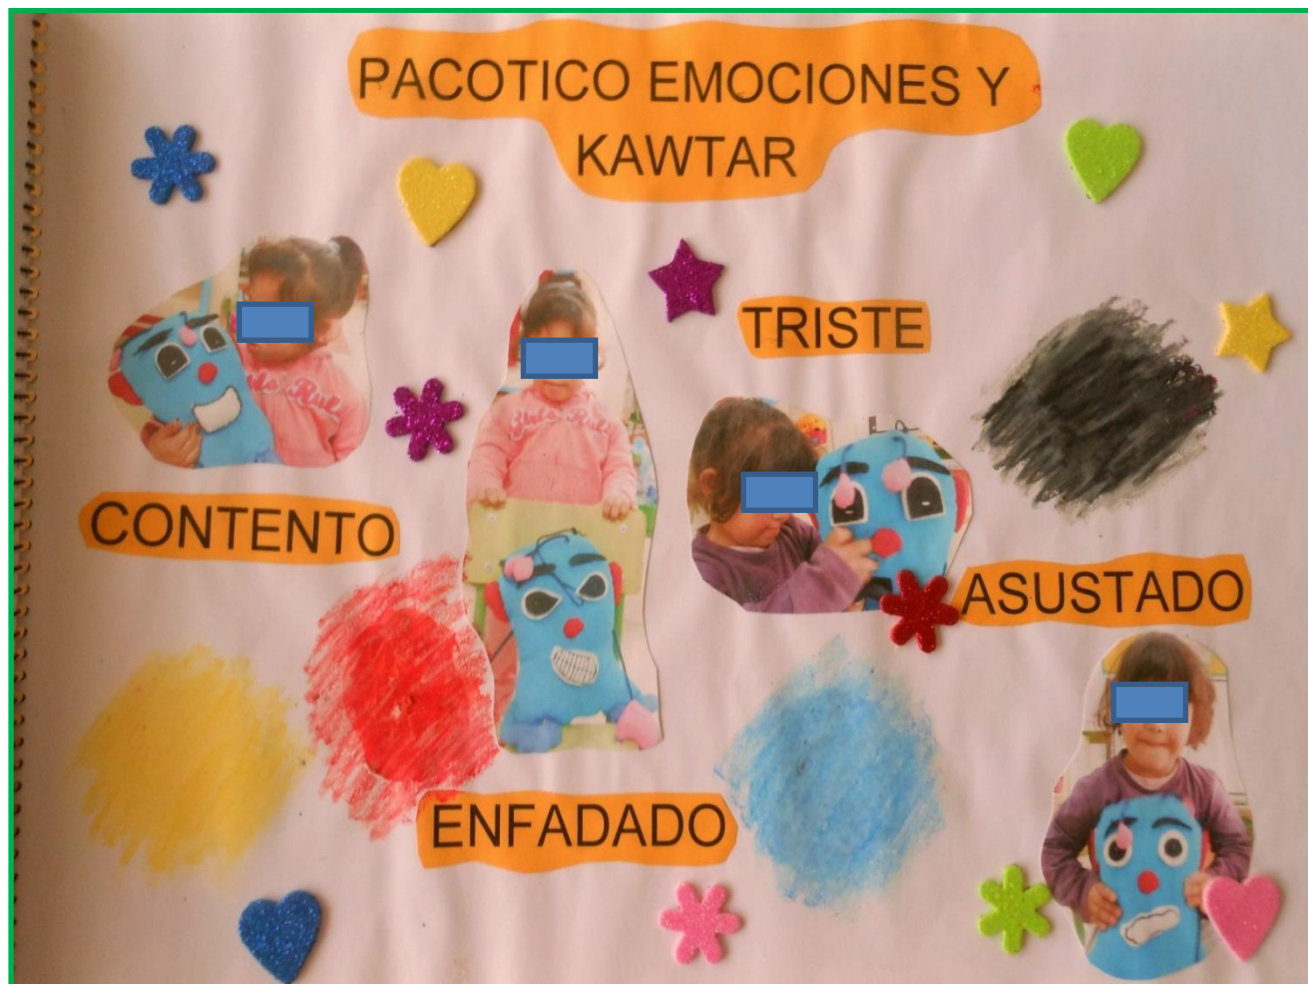 PACOTICO EMOCIONES Y
KAWTAR
TRISTE
CONTENTO
ASUSTADO
ENFADADO